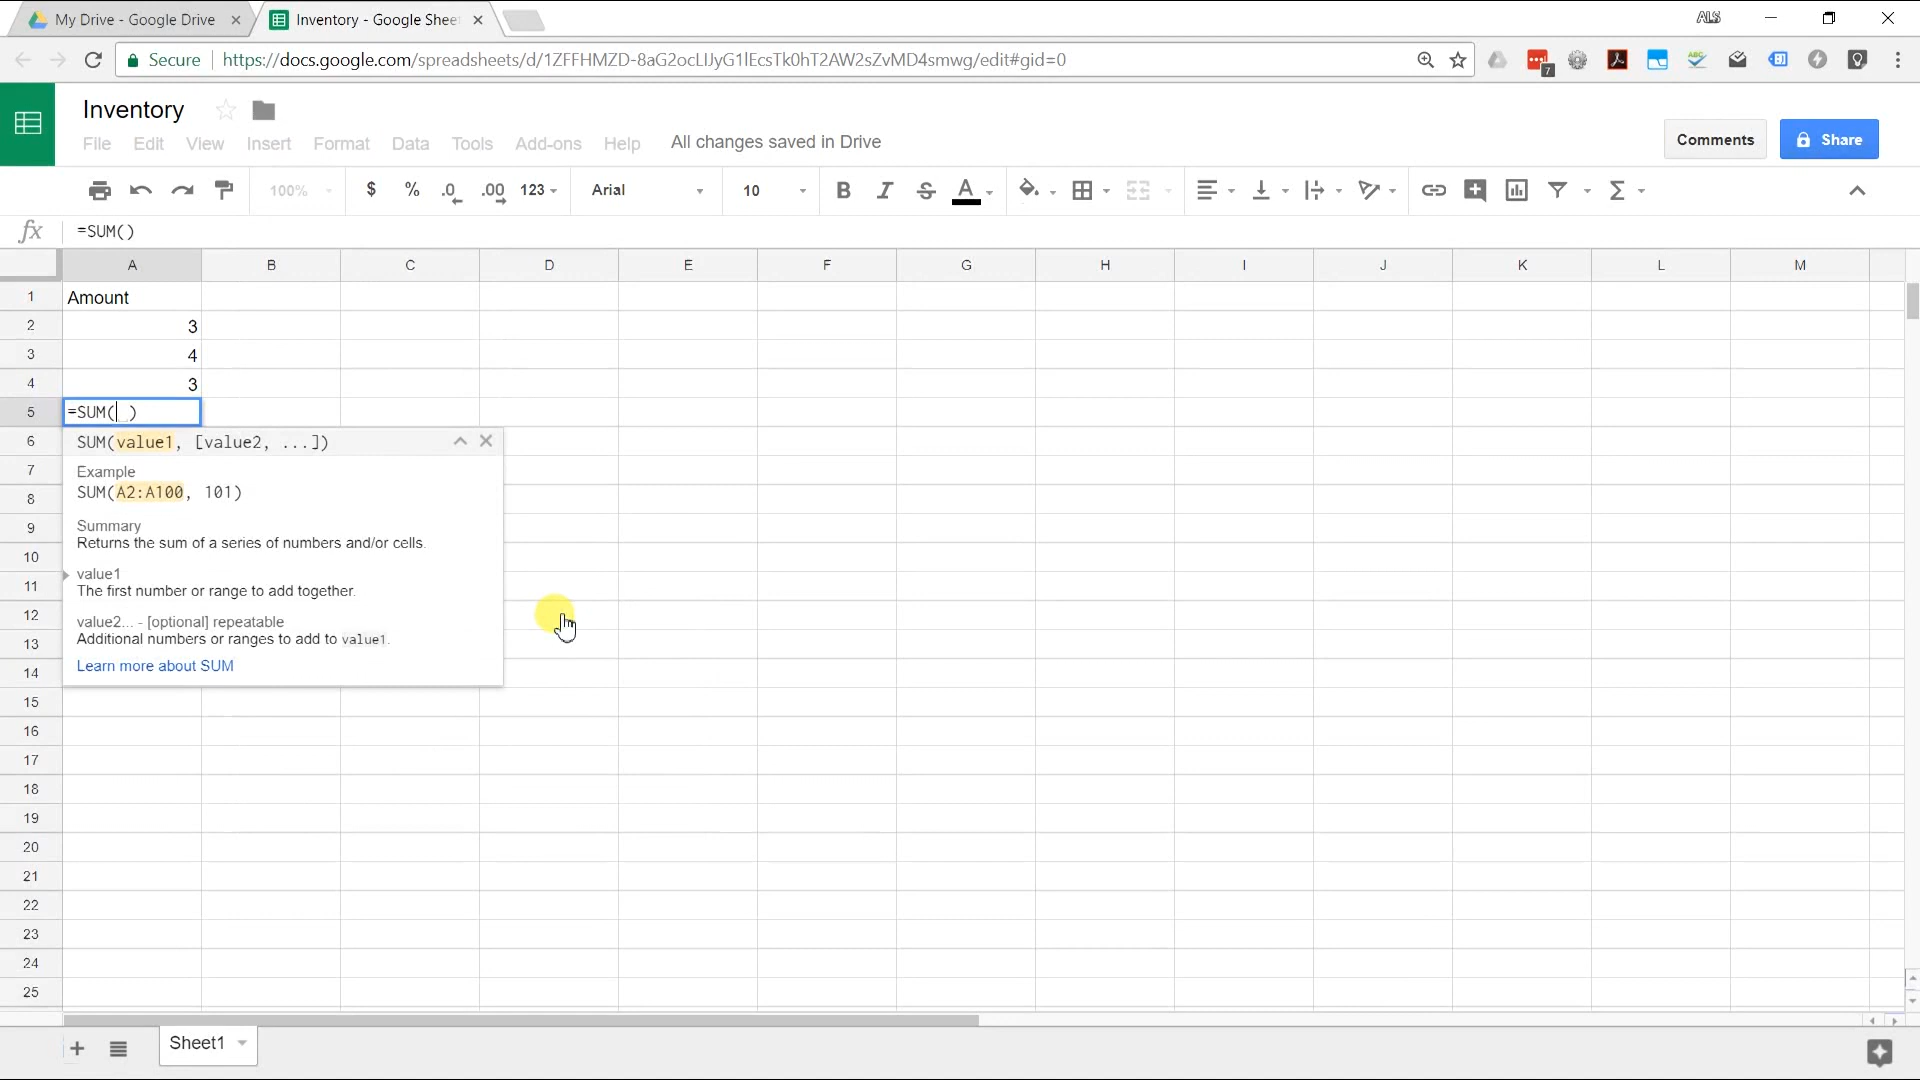 My Drive - Google Drive
Inventory - Google Shee
ALS
Secure
https://docs.google.com/spreadsheets/d/1ZFFHMZD-8aG2ocLlJyG1lEcsTk0hT2AW2sZvMD4smwg/edit#gid=0
7
ABC
Inventory
File Edit View Insert Format Data Tools Add-ons Help All changes saved in Drive
Comments
Share
100% $ % .0 .00 123 Arial 10 B I S A Σ
fx =SUM()
A B C D E F G H I J K L M
1 Amount
2 3
3 4
4 3
5 =SUM( )
6 SUM(value1, [value2, ...])
7 Example
8 SUM(A2:A100, 101)
9 Summary
Returns the sum of a series of numbers and/or cells.
10
11 value1
The first number or range to add together.
12 value2... - [optional] repeatable
13 Additional numbers or ranges to add to value1.
14 Learn more about SUM
15
16
17
18
19
20
21
22
23
24
25
+ Sheet1